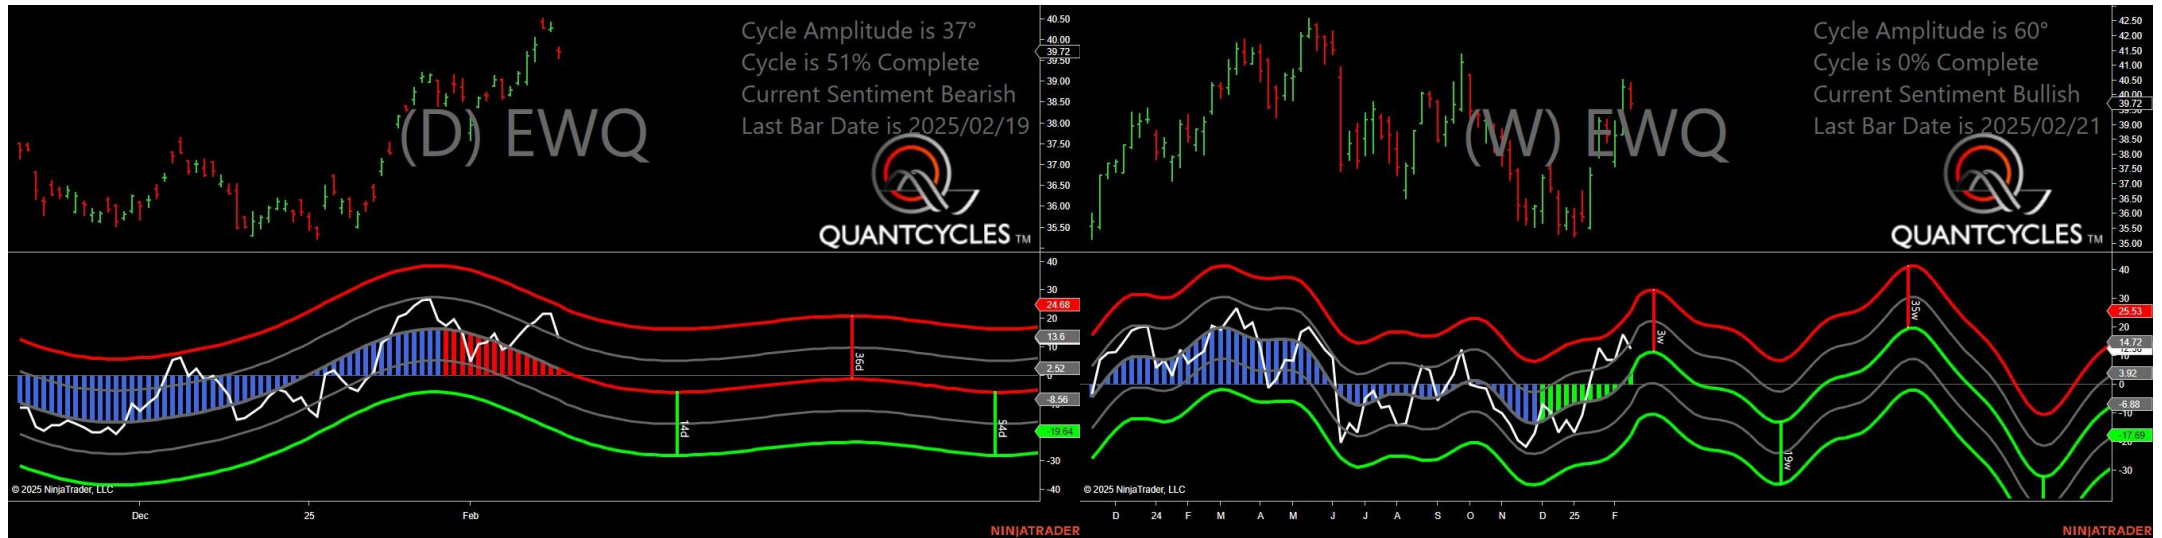 Cycle Amplitude is 37°
Cycle is 51% Complete
Current Sentiment Bearish
Last Bar Date is 2025/02/19
(D) EWQ
QUANTCYCLES TM
40.50
40.00
39.72
39.50
39.00
38.50
38.00
37.50
37.00
36.50
36.00
35.50
40
30
24.68
20
13.6
10
2.52
0
-8.56
-19.64
-30
-40
36d
14d
54d
© 2025 NinjaTrader, LLC
Dec
25
Feb
NINJATRADER
Cycle Amplitude is 60°
Cycle is 0% Complete
Current Sentiment Bullish
Last Bar Date is 2025/02/21
(W) EWQ
QUANTCYCLES TM
42.50
42.00
41.50
41.00
40.50
40.00
39.72
39.50
39.00
38.50
38.00
37.50
37.00
36.50
36.00
35.50
35.00
40
30
25.53
20
14.72
3.92
0
-6.88
-10
-17.69
-30
3w
35w
19w
© 2025 NinjaTrader, LLC
D
24
F
M
A
M
J
J
A
S
O
N
D
25
F
NINJATRADER